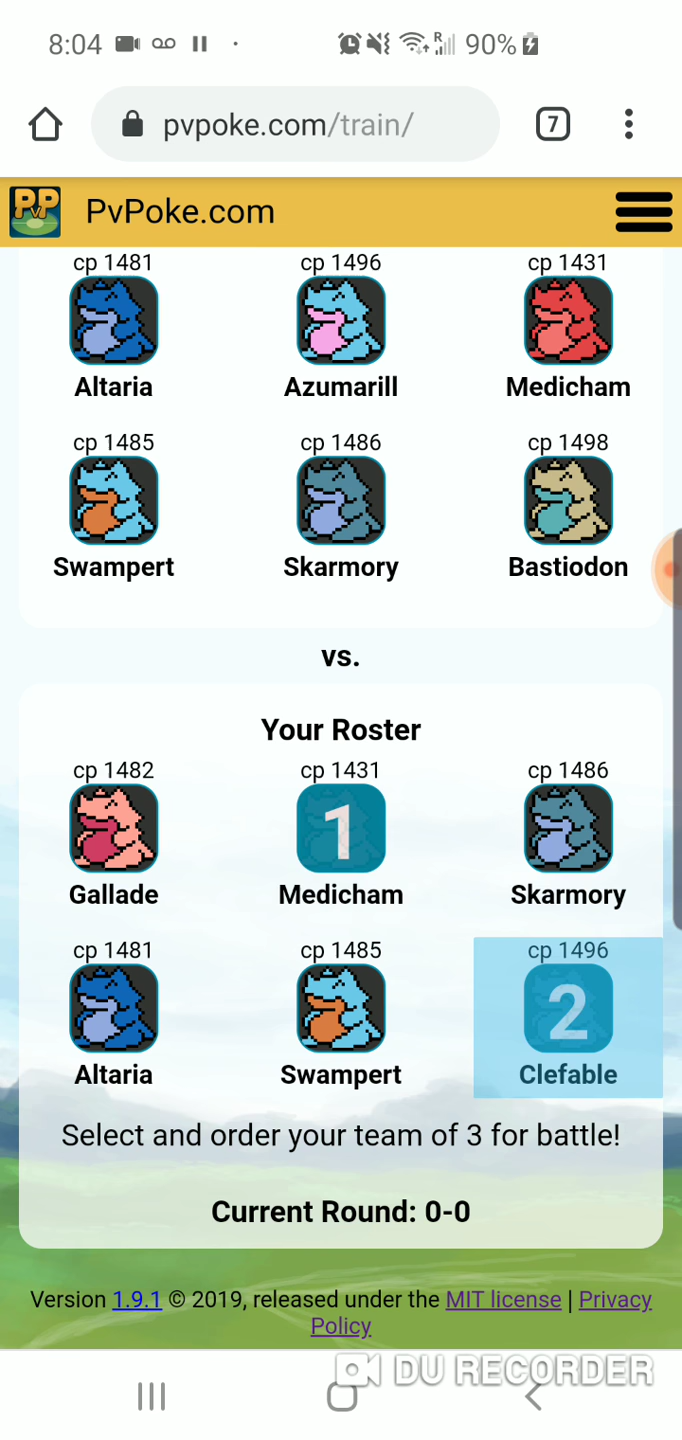 8:04 R 90%
pvpoke.com/train/ 7
PvP PvPoke.com
cp 1481 cp 1496 cp 1431
Altaria Azumarill Medicham
cp 1485 cp 1486 cp 1498
Swampert Skarmory Bastiodon
vs.
Your Roster
cp 1482 cp 1431 cp 1486
1
Gallade Medicham Skarmory
cp 1481 cp 1485 cp 1496
2
Altaria Swampert Clefable
Select and order your team of 3 for battle!
Current Round: 0-0
Version 1.9.1 © 2019, released under the MIT license | Privacy
Policy
DU RECORDER